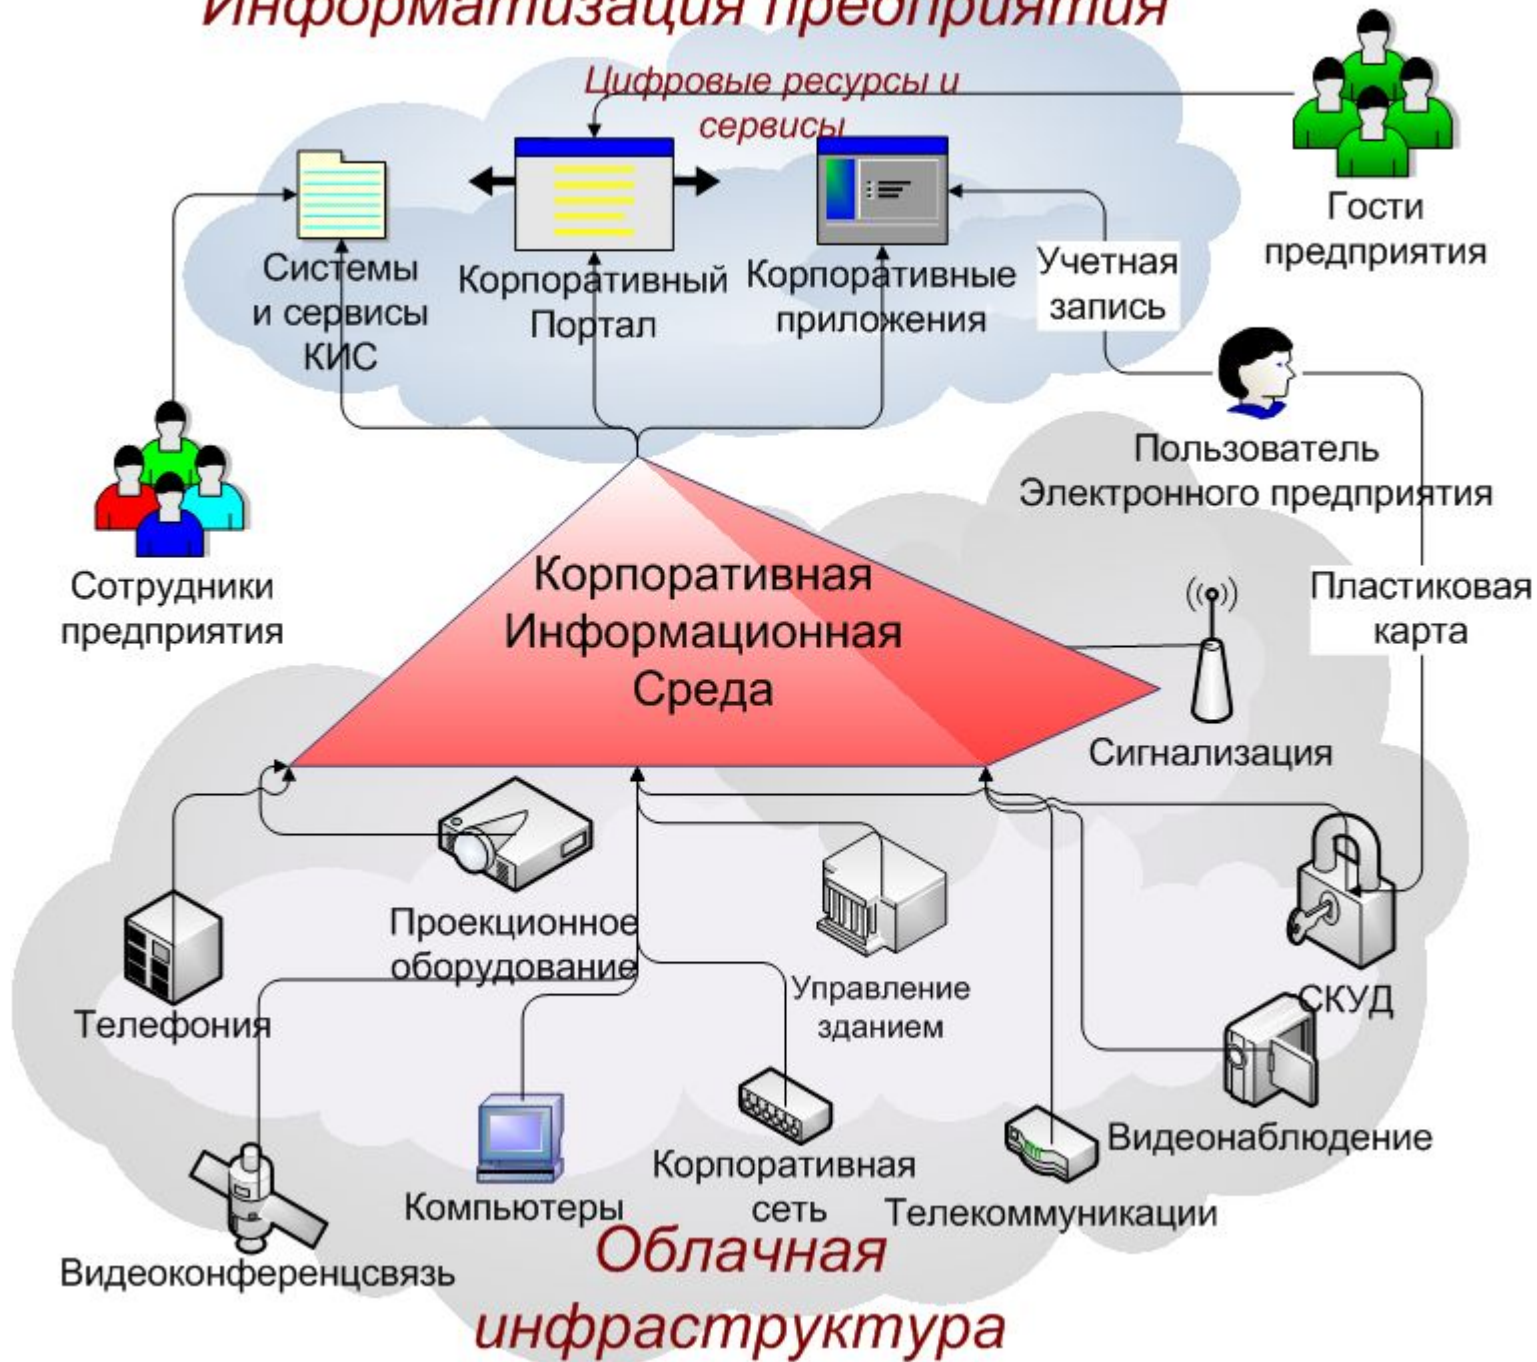 Информатизация предприятия
Цифровые ресурсы и
сервисы
Гости
предприятия
Системы
и сервисы
КИС
Корпоративный
Портал
Корпоративные
приложения
Учетная
запись
Пользователь
Электронного предприятия
Сотрудники
предприятия
Корпоративная
Информационная
Среда
Пластиковая
карта
Сигнализация
Проекционное
оборудование
Управление
зданием
СКУД
Телефония
Видеонаблюдение
Компьютеры
Корпоративная
сеть
Телекоммуникации
Видеоконференцсвязь
Облачная
инфраструктура